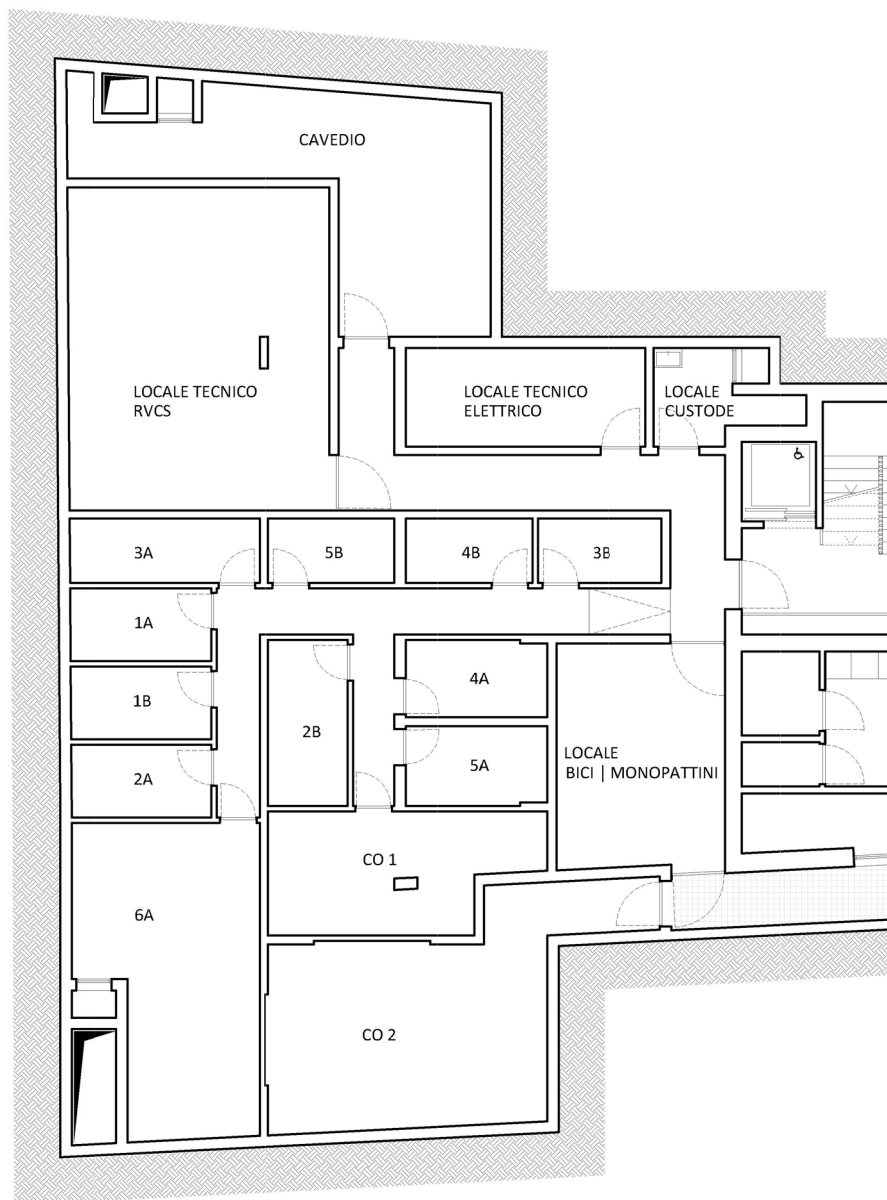 CAVEDIO
LOCALE TECNICO
RVCS
LOCALE TECNICO
ELETTRICO
LOCALE
CUSTODE
3A
5B
4B
3B
1A
1B
2A
2B
4A
5A
LOCALE
BICI | MONOPATTINI
CO 1
6A
CO 2